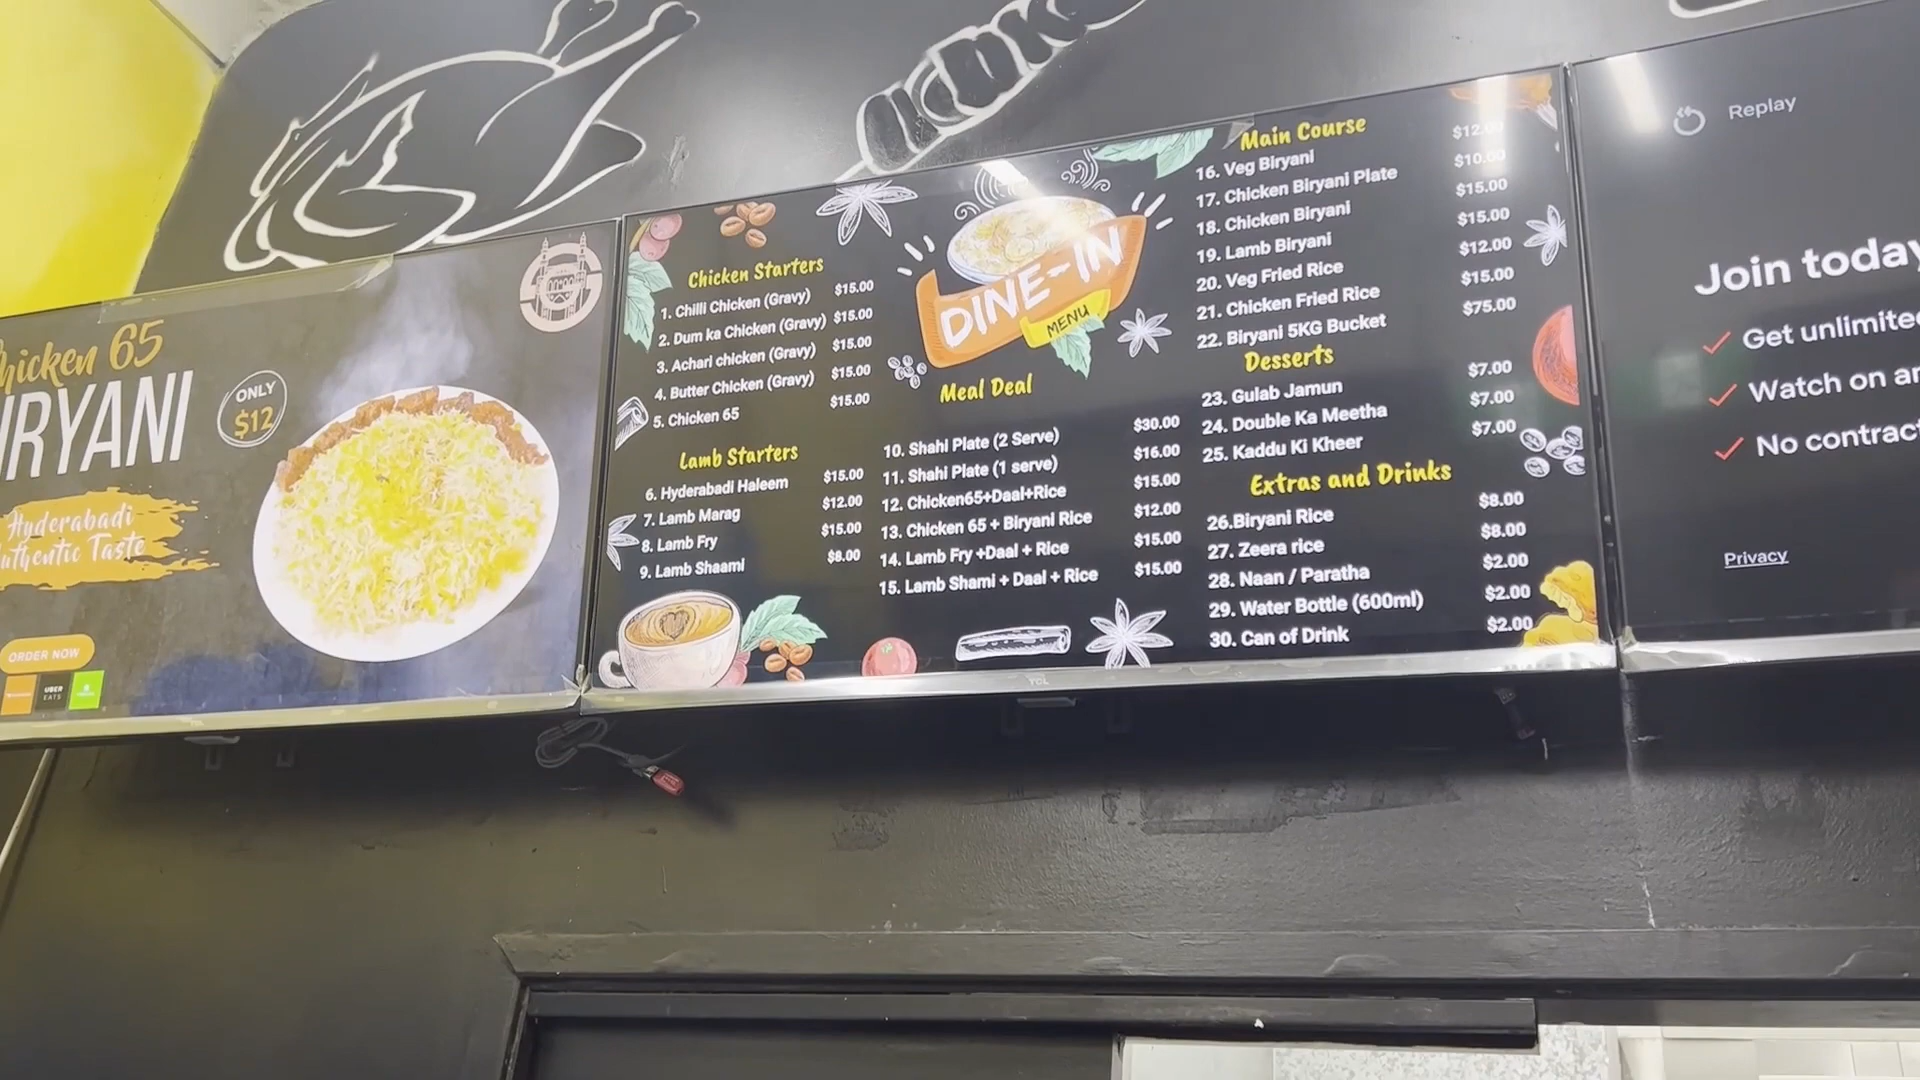 Chicken 65
BIRYANI
ONLY
$12
Hyderabadi
Authentic Taste
ORDER NOW
UBER
EATS
DINE-IN
MENU
Chicken Starters
1. Chilli Chicken (Gravy) $15.00
2. Dum ka Chicken (Gravy) $15.00
3. Achari chicken (Gravy) $15.00
4. Butter Chicken (Gravy) $15.00
5. Chicken 65 $15.00
Lamb Starters
6. Hyderabadi Haleem $15.00
7. Lamb Marag $12.00
8. Lamb Fry $15.00
9. Lamb Shaami $8.00
Meal Deal
10. Shahi Plate (2 Serve) $30.00
11. Shahi Plate (1 serve) $16.00
12. Chicken65+Daal+Rice $15.00
13. Chicken 65 + Biryani Rice $12.00
14. Lamb Fry +Daal + Rice $15.00
15. Lamb Shami + Daal + Rice $15.00
Main Course
16. Veg Biryani $12.00
17. Chicken Biryani Plate $10.00
18. Chicken Biryani $15.00
19. Lamb Biryani $15.00
20. Veg Fried Rice $12.00
21. Chicken Fried Rice $15.00
22. Biryani 5KG Bucket $75.00
Desserts
23. Gulab Jamun $7.00
24. Double Ka Meetha $7.00
25. Kaddu Ki Kheer $7.00
Extras and Drinks
26.Biryani Rice $8.00
27. Zeera rice $8.00
28. Naan / Paratha $2.00
29. Water Bottle (600ml) $2.00
30. Can of Drink $2.00
TCL
Replay
Join today
Get unlimited
Watch on an
No contract
Privacy